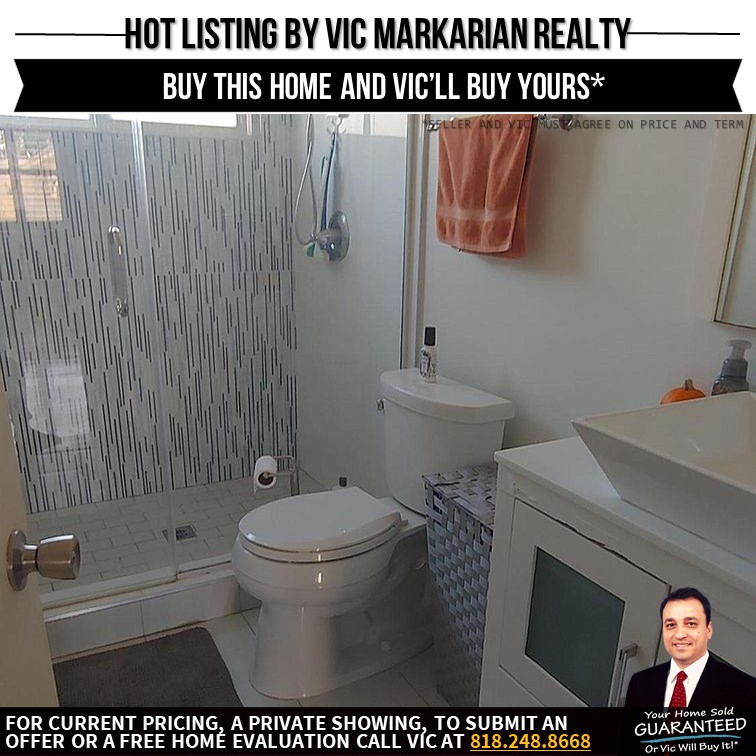 HOT LISTING BY VIC MARKARIAN REALTY
BUY THIS HOME AND VIC'LL BUY YOURS*
*SELLER AND VIC MUST AGREE ON PRICE AND TERM
Your Home Sold
GUARANTEED
Or Vic Will Buy It!
FOR CURRENT PRICING, A PRIVATE SHOWING, TO SUBMIT AN
OFFER OR A FREE HOME EVALUATION CALL VIC AT 818.248.8668